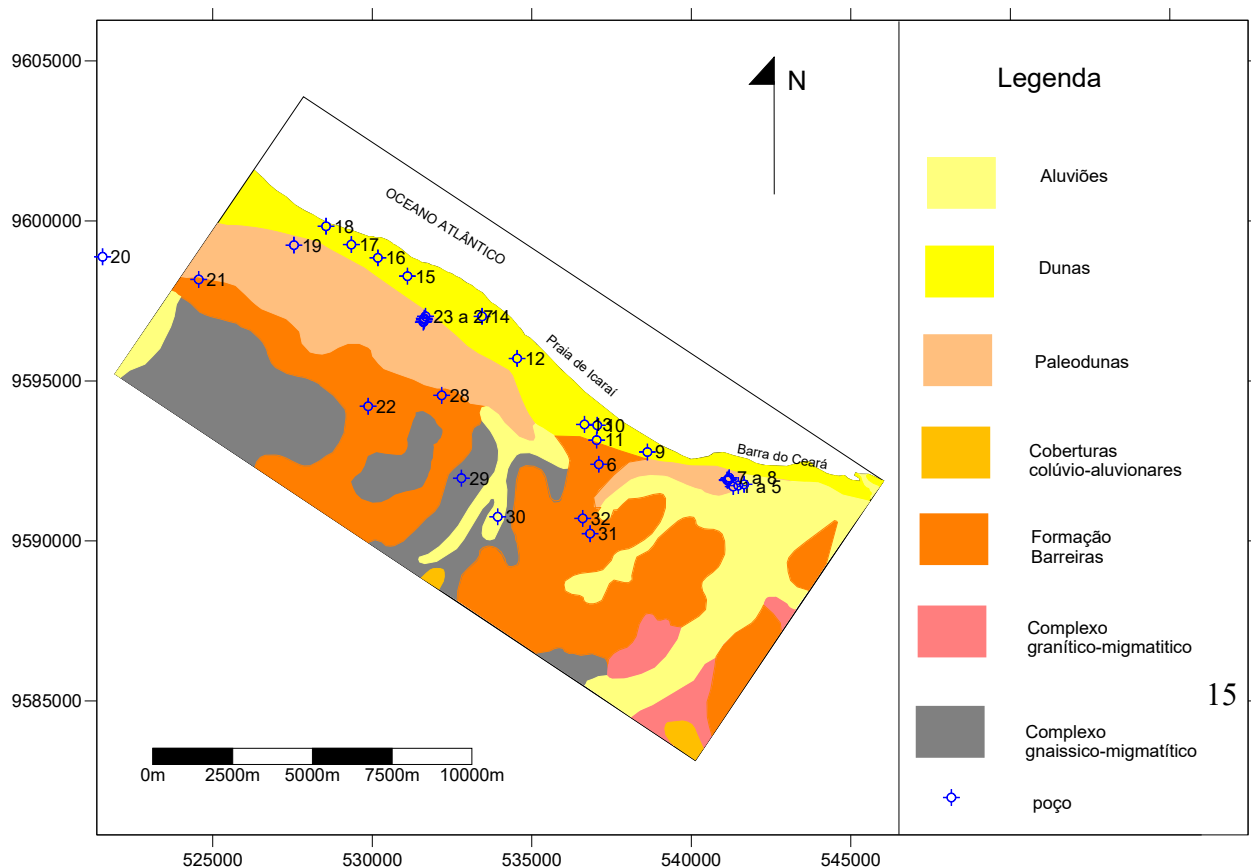 9605000
9600000
9595000
9590000
9585000
525000
530000
535000
540000
545000
N
OCEANO ATLÂNTICO
Praia de Icaraí
Barra do Ceará
18
19
17
16
20
15
21
23 a 27
14
12
28
22
13
10
11
9
6
29
7 a 8
1 a 5
30
32
31
0m
2500m
5000m
7500m
10000m
Legenda
Aluviões
Dunas
Paleodunas
Coberturas
colúvio-aluvionares
Formação
Barreiras
Complexo
granítico-migmatitico
Complexo
gnaissico-migmatítico
poço
15